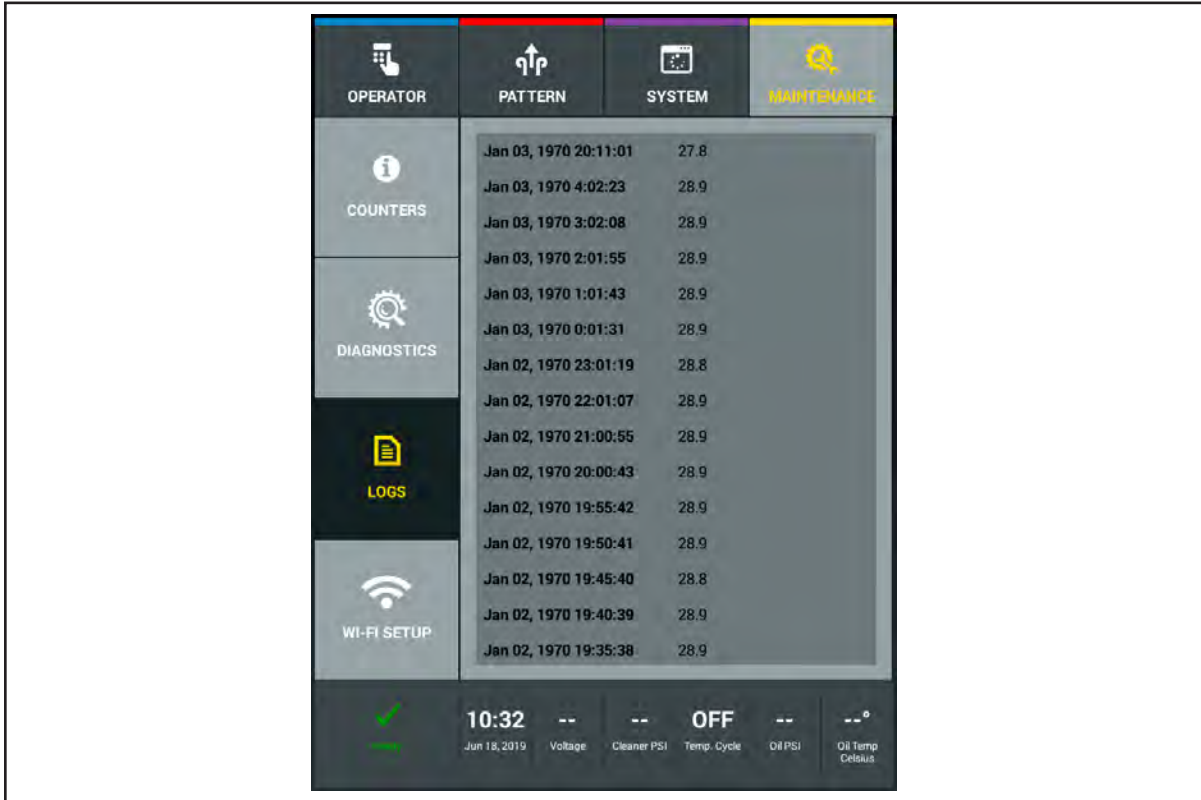 OPERATOR PATTERN SYSTEM MAINTENANCE
COUNTERS
DIAGNOSTICS
LOGS
WI-FI SETUP
Jan 03, 1970 20:11:01 27.8
Jan 03, 1970 4:02:23 28.9
Jan 03, 1970 3:02:08 28.9
Jan 03, 1970 2:01:55 28.9
Jan 03, 1970 1:01:43 28.9
Jan 03, 1970 0:01:31 28.9
Jan 02, 1970 23:01:19 28.8
Jan 02, 1970 22:01:07 28.9
Jan 02, 1970 21:00:55 28.9
Jan 02, 1970 20:00:43 28.9
Jan 02, 1970 19:55:42 28.9
Jan 02, 1970 19:50:41 28.9
Jan 02, 1970 19:45:40 28.8
Jan 02, 1970 19:40:39 28.9
Jan 02, 1970 19:35:38 28.9
10:32 -- -- OFF -- --°
Jun 18, 2019 Voltage Cleaner PSI Temp. Cycle Oil PSI Oil Temp
Celsius